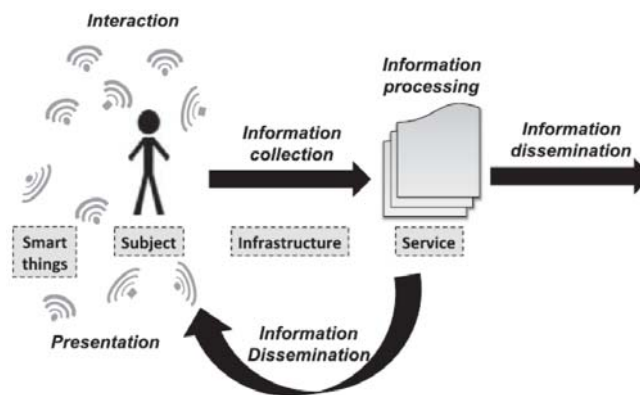 Interaction
Information
processing
Information
collection
Information
dissemination
Smart
things
Subject
Infrastructure
Service
Presentation
Information
Dissemination